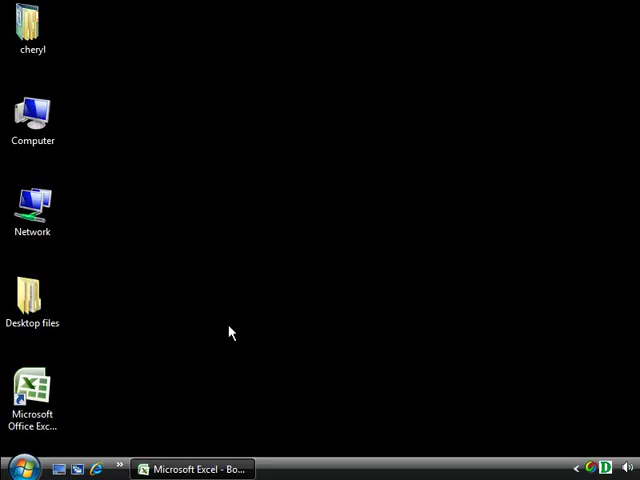 cheryl
Computer
Network
Desktop files
Microsoft
Office Exc...
Microsoft Excel - Bo...
D